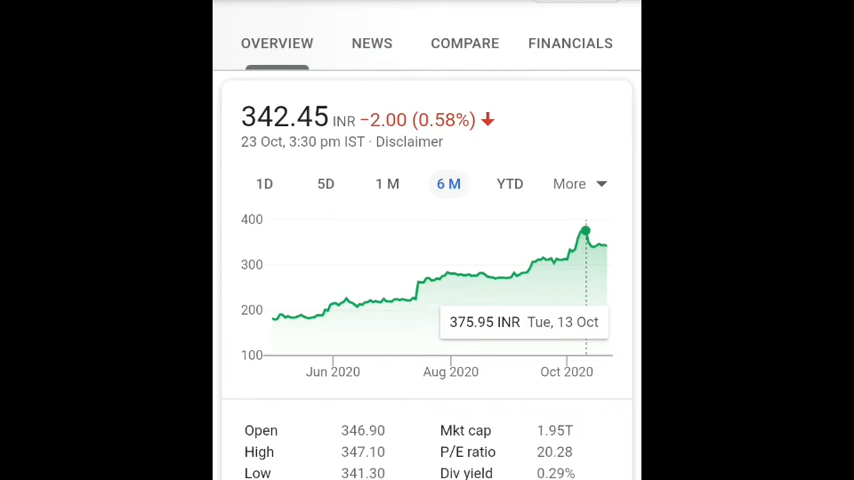 OVERVIEW NEWS COMPARE FINANCIALS
342.45 INR −2.00 (0.58%)
23 Oct, 3:30 pm IST · Disclaimer
1D 5D 1 M 6 M YTD More
400
300
200
100
375.95 INR Tue, 13 Oct
Jun 2020 Aug 2020 Oct 2020
Open 346.90 Mkt cap 1.95T
High 347.10 P/E ratio 20.28
Low 341.30 Div yield 0.29%